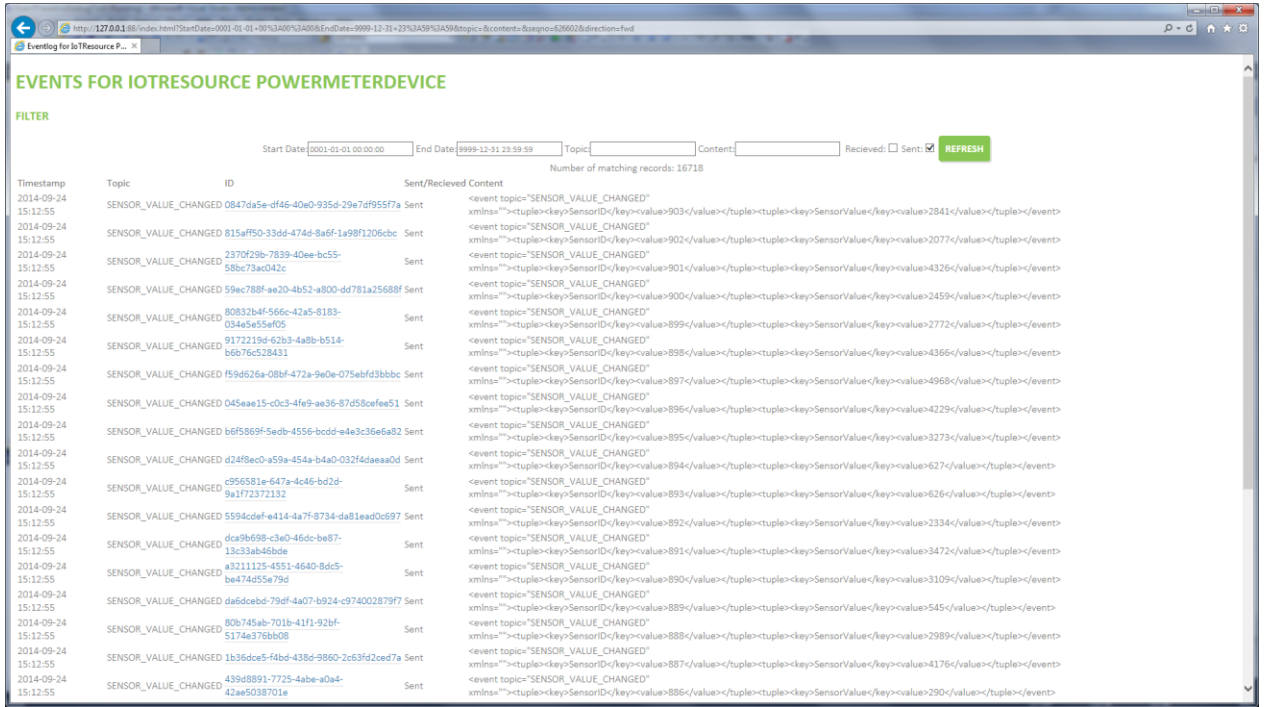 http://127.0.0.1:88/index.html?StartDate=0001-01-01+00%3A00%3A00&EndDate=9999-12-31+23%3A59%3A59&topic=&content=&seqno=626602&direction=fwd
Eventlog for IoTResource P...
EVENTS FOR IOTRESOURCE POWERMETERDEVICE
FILTER
Start Date: 0001-01-01 00:00:00 End Date: 9999-12-31 23:59:59 Topic: Content: Recieved: Sent: REFRESH
Number of matching records: 16718
Timestamp Topic ID Sent/Recieved Content
2014-09-24 <event topic="SENSOR_VALUE_CHANGED"
SENSOR_VALUE_CHANGED 0847da5e-df46-40e0-935d-29e7df955f7a Sent
15:12:55 xmlns=""><tuple><key>SensorID</key><value>903</value></tuple><tuple><key>SensorValue</key><value>2841</value></tuple></event>
2014-09-24 <event topic="SENSOR_VALUE_CHANGED"
SENSOR_VALUE_CHANGED 815aff50-33dd-474d-8a6f-1a98f1206cbc Sent
15:12:55 xmlns=""><tuple><key>SensorID</key><value>902</value></tuple><tuple><key>SensorValue</key><value>2077</value></tuple></event>
2014-09-24 2370f29b-7839-40ee-bc55- <event topic="SENSOR_VALUE_CHANGED"
SENSOR_VALUE_CHANGED Sent
15:12:55 58bc73ac042c xmlns=""><tuple><key>SensorID</key><value>901</value></tuple><tuple><key>SensorValue</key><value>4326</value></tuple></event>
2014-09-24 <event topic="SENSOR_VALUE_CHANGED"
SENSOR_VALUE_CHANGED 59ec788f-ae20-4b52-a800-dd781a25688f Sent
15:12:55 xmlns=""><tuple><key>SensorID</key><value>900</value></tuple><tuple><key>SensorValue</key><value>2459</value></tuple></event>
2014-09-24 80832b4f-566c-42a5-8183- <event topic="SENSOR_VALUE_CHANGED"
SENSOR_VALUE_CHANGED Sent
15:12:55 034e5e55ef05 xmlns=""><tuple><key>SensorID</key><value>899</value></tuple><tuple><key>SensorValue</key><value>2772</value></tuple></event>
2014-09-24 9172219d-62b3-4a8b-b514- <event topic="SENSOR_VALUE_CHANGED"
SENSOR_VALUE_CHANGED Sent
15:12:55 b6b76c528431 xmlns=""><tuple><key>SensorID</key><value>898</value></tuple><tuple><key>SensorValue</key><value>4366</value></tuple></event>
2014-09-24 <event topic="SENSOR_VALUE_CHANGED"
SENSOR_VALUE_CHANGED f59d626a-08bf-472a-9e0e-075ebfd3bbbc Sent
15:12:55 xmlns=""><tuple><key>SensorID</key><value>897</value></tuple><tuple><key>SensorValue</key><value>4968</value></tuple></event>
2014-09-24 <event topic="SENSOR_VALUE_CHANGED"
SENSOR_VALUE_CHANGED 045eae15-c0c3-4fe9-ae36-87d58cefee51 Sent
15:12:55 xmlns=""><tuple><key>SensorID</key><value>896</value></tuple><tuple><key>SensorValue</key><value>4229</value></tuple></event>
2014-09-24 <event topic="SENSOR_VALUE_CHANGED"
SENSOR_VALUE_CHANGED b6f5869f-5edb-4556-bcdd-e4e3c36e6a82 Sent
15:12:55 xmlns=""><tuple><key>SensorID</key><value>895</value></tuple><tuple><key>SensorValue</key><value>3273</value></tuple></event>
2014-09-24 <event topic="SENSOR_VALUE_CHANGED"
SENSOR_VALUE_CHANGED d24f8ec0-a59a-454a-b4a0-032f4daeaa0d Sent
15:12:55 xmlns=""><tuple><key>SensorID</key><value>894</value></tuple><tuple><key>SensorValue</key><value>627</value></tuple></event>
2014-09-24 c956581e-647a-4c46-bd2d- <event topic="SENSOR_VALUE_CHANGED"
SENSOR_VALUE_CHANGED Sent
15:12:55 9a1f72372132 xmlns=""><tuple><key>SensorID</key><value>893</value></tuple><tuple><key>SensorValue</key><value>626</value></tuple></event>
2014-09-24 <event topic="SENSOR_VALUE_CHANGED"
SENSOR_VALUE_CHANGED 5594cdef-e414-4a7f-8734-da81ead0c697 Sent
15:12:55 xmlns=""><tuple><key>SensorID</key><value>892</value></tuple><tuple><key>SensorValue</key><value>2334</value></tuple></event>
2014-09-24 dca9b698-c3e0-46dc-be87- <event topic="SENSOR_VALUE_CHANGED"
SENSOR_VALUE_CHANGED Sent
15:12:55 13c33ab46bde xmlns=""><tuple><key>SensorID</key><value>891</value></tuple><tuple><key>SensorValue</key><value>3472</value></tuple></event>
2014-09-24 a3211125-4551-4640-8dc5- <event topic="SENSOR_VALUE_CHANGED"
SENSOR_VALUE_CHANGED Sent
15:12:55 be474d55e79d xmlns=""><tuple><key>SensorID</key><value>890</value></tuple><tuple><key>SensorValue</key><value>3109</value></tuple></event>
2014-09-24 <event topic="SENSOR_VALUE_CHANGED"
SENSOR_VALUE_CHANGED da6dcebd-79df-4a07-b924-c974002879f7 Sent
15:12:55 xmlns=""><tuple><key>SensorID</key><value>889</value></tuple><tuple><key>SensorValue</key><value>545</value></tuple></event>
2014-09-24 80b745ab-701b-41f1-92bf- <event topic="SENSOR_VALUE_CHANGED"
SENSOR_VALUE_CHANGED Sent
15:12:55 5174e376bb08 xmlns=""><tuple><key>SensorID</key><value>888</value></tuple><tuple><key>SensorValue</key><value>2989</value></tuple></event>
2014-09-24 <event topic="SENSOR_VALUE_CHANGED"
SENSOR_VALUE_CHANGED 1b36dce5-f4bd-438d-9860-2c63fd2ced7a Sent
15:12:55 xmlns=""><tuple><key>SensorID</key><value>887</value></tuple><tuple><key>SensorValue</key><value>4176</value></tuple></event>
2014-09-24 439d8891-7725-4abe-a0a4- <event topic="SENSOR_VALUE_CHANGED"
SENSOR_VALUE_CHANGED Sent
15:12:55 42ae5038701e xmlns=""><tuple><key>SensorID</key><value>886</value></tuple><tuple><key>SensorValue</key><value>290</value></tuple></event>